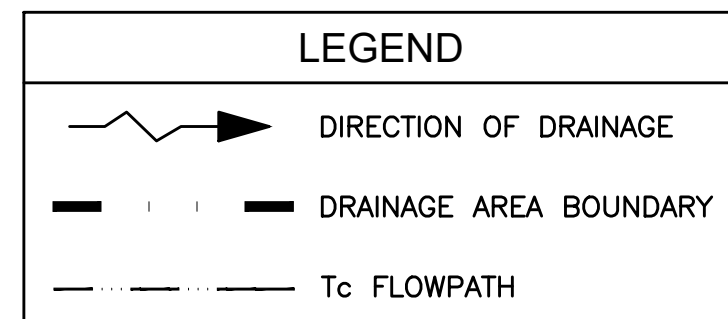 LEGEND
DIRECTION OF DRAINAGE
DRAINAGE AREA BOUNDARY
Tc FLOWPATH